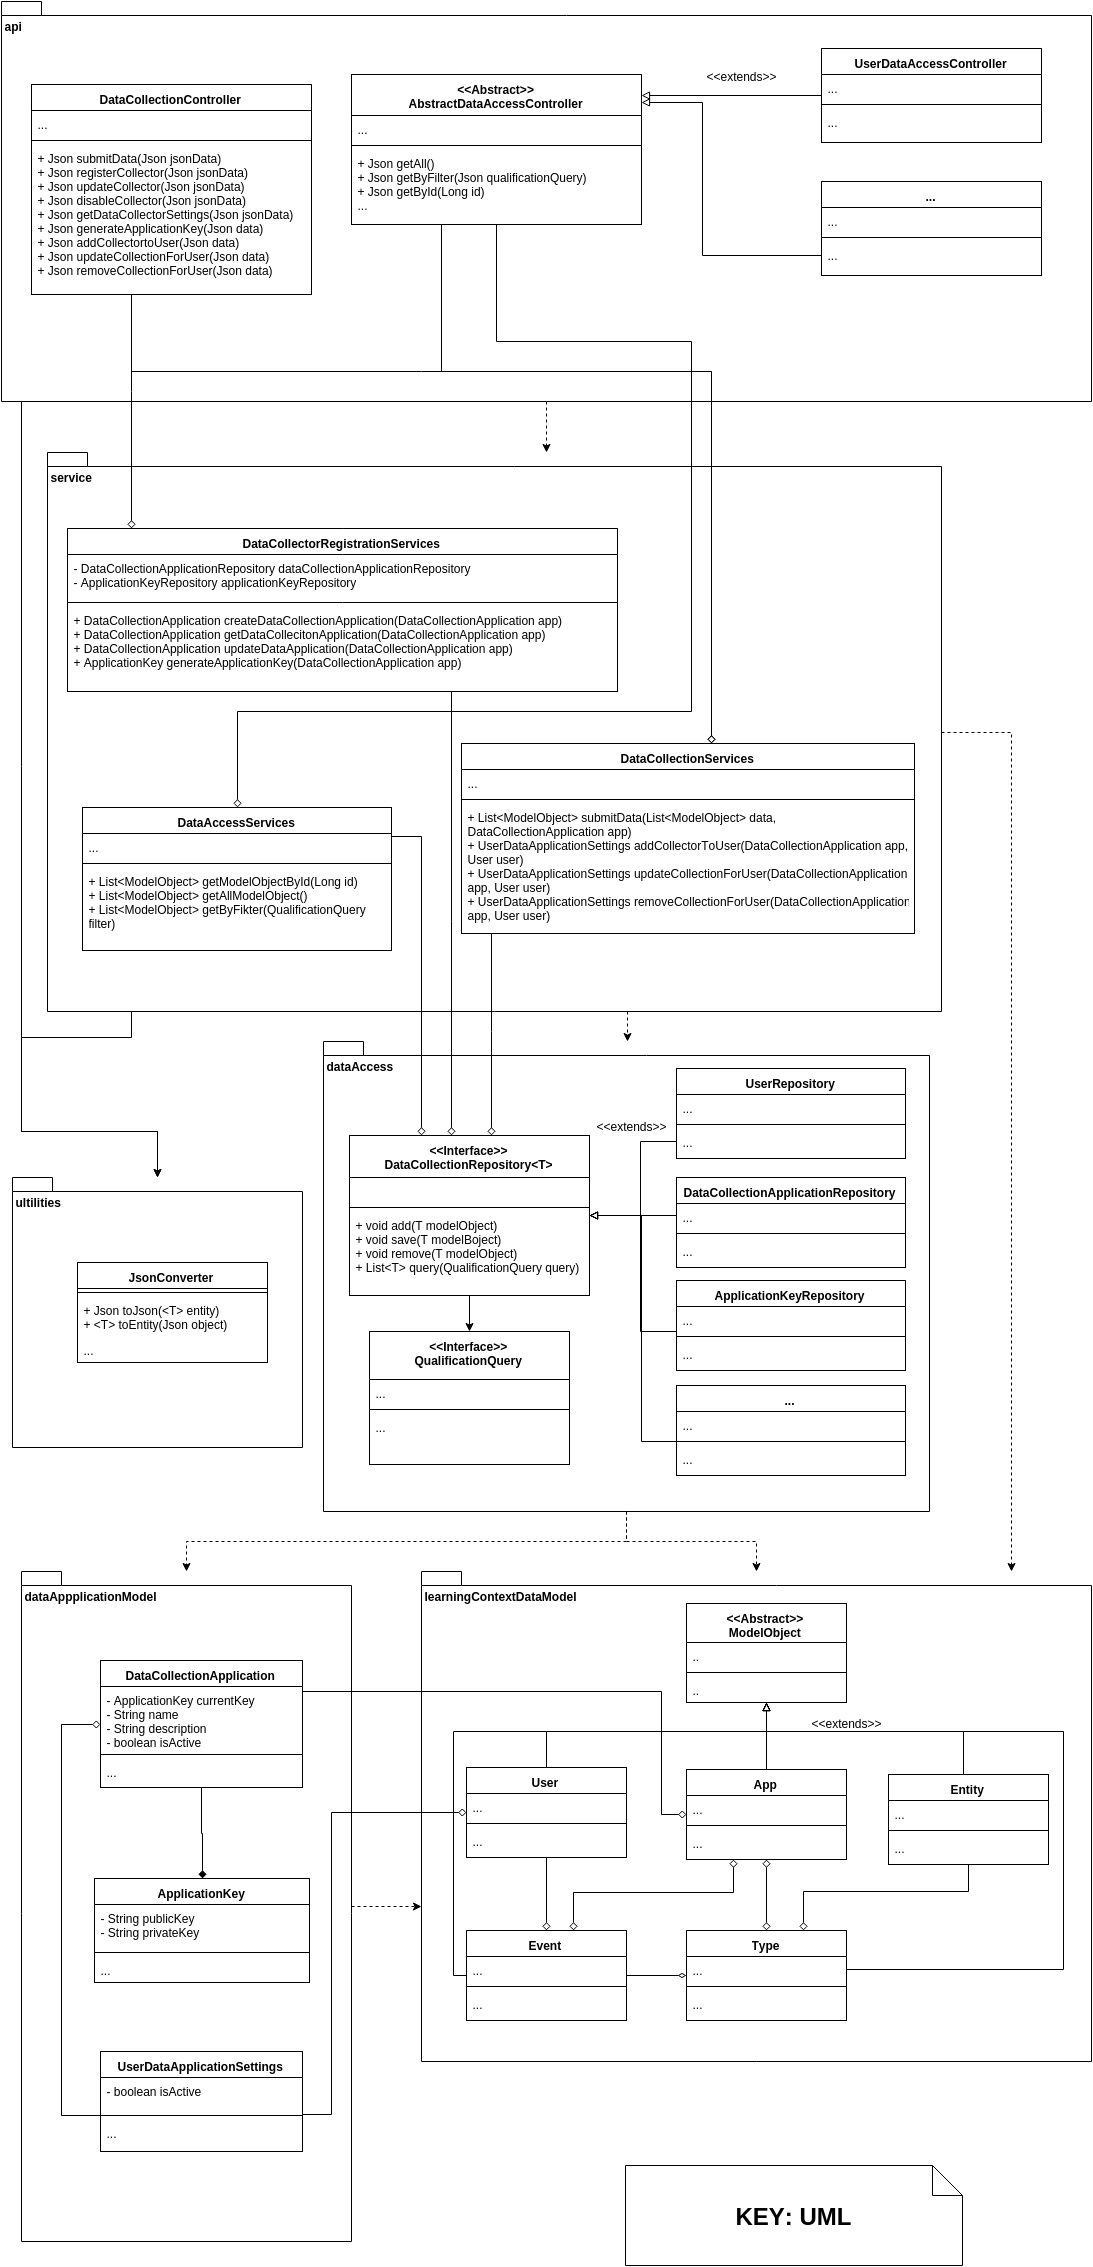 api
DataCollectionController
...
+ Json submitData(Json jsonData)
+ Json registerCollector(Json jsonData)
+ Json updateCollector(Json jsonData)
+ Json disableCollector(Json jsonData)
+ Json getDataCollectorSettings(Json jsonData)
+ Json generateApplicationKey(Json data)
+ Json addCollectortoUser(Json data)
+ Json updateCollectionForUser(Json data)
+ Json removeCollectionForUser(Json data)
<<Abstract>>
AbstractDataAccessController
...
+ Json getAll()
+ Json getByFilter(Json qualificationQuery)
+ Json getById(Long id)
...
<<extends>>
UserDataAccessController
...
...
...
...
...
service
DataCollectorRegistrationServices
- DataCollectionApplicationRepository dataCollectionApplicationRepository
- ApplicationKeyRepository applicationKeyRepository
+ DataCollectionApplication createDataCollectionApplication(DataCollectionApplication app)
+ DataCollectionApplication getDataCollecitonApplication(DataCollectionApplication app)
+ DataCollectionApplication updateDataApplication(DataCollectionApplication app)
+ ApplicationKey generateApplicationKey(DataCollectionApplication app)
DataAccessServices
...
+ List<ModelObject> getModelObjectById(Long id)
+ List<ModelObject> getAllModelObject()
+ List<ModelObject> getByFikter(QualificationQuery
filter)
DataCollectionServices
...
+ List<ModelObject> submitData(List<ModelObject> data,
DataCollectionApplication app)
+ UserDataApplicationSettings addCollectorToUser(DataCollectionApplication app,
User user)
+ UserDataApplicationSettings updateCollectionForUser(DataCollectionApplication
app, User user)
+ UserDataApplicationSettings removeCollectionForUser(DataCollectionApplication
app, User user)
dataAccess
<<Interface>>
DataCollectionRepository<T>
+ void add(T modelObject)
+ void save(T modelBoject)
+ void remove(T modelObject)
+ List<T> query(QualificationQuery query)
<<Interface>>
QualificationQuery
...
...
<<extends>>
UserRepository
...
...
DataCollectionApplicationRepository
...
...
ApplicationKeyRepository
...
...
...
...
...
ultilities
JsonConverter
+ Json toJson(<T> entity)
+ <T> toEntity(Json object)
...
dataAppplicationModel
DataCollectionApplication
- ApplicationKey currentKey
- String name
- String description
- boolean isActive
...
ApplicationKey
- String publicKey
- String privateKey
...
UserDataApplicationSettings
- boolean isActive
...
learningContextDataModel
<<Abstract>>
ModelObject
..
..
<<extends>>
User
...
...
App
...
...
Entity
...
...
Event
...
...
Type
...
...
KEY: UML